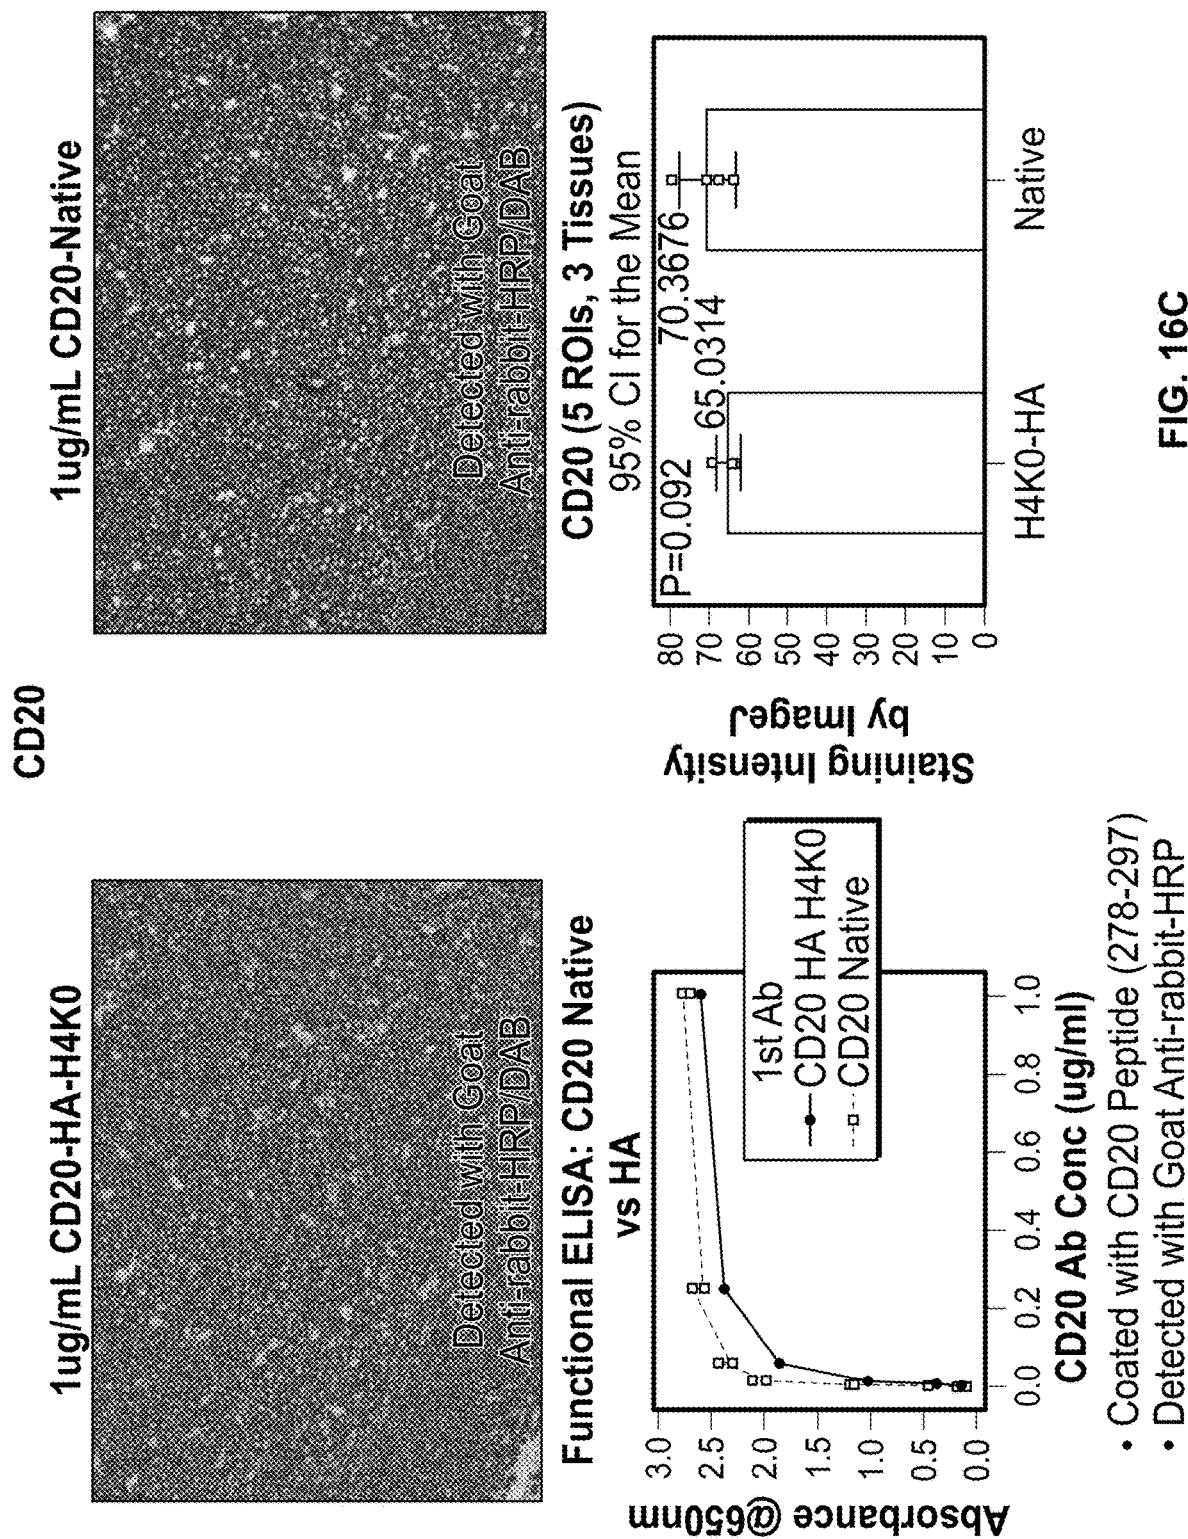 CD20
1ug/mL CD20-HA-H4K0
Detected with Goat
Anti-rabbit-HRP/DAB
1ug/mL CD20-Native
Detected with Goat
Anti-rabbit-HRP/DAB
Functional ELISA: CD20 Native
vs HA
Absorbance @650nm
3.0
2.5
2.0
1.5
1.0
0.5
0.0
0.0 0.2 0.4 0.6 0.8 1.0
CD20 Ab Conc (ug/ml)
1st Ab
CD20 HA H4K0
CD20 Native
• Coated with CD20 Peptide (278-297)
• Detected with Goat Anti-rabbit-HRP
CD20 (5 ROIs, 3 Tissues)
95% CI for the Mean
Staining Intensity
by ImageJ
80
70
60
50
40
30
20
10
0
P=0.092
70.3676
65.0314
H4K0-HA Native
FIG. 16C